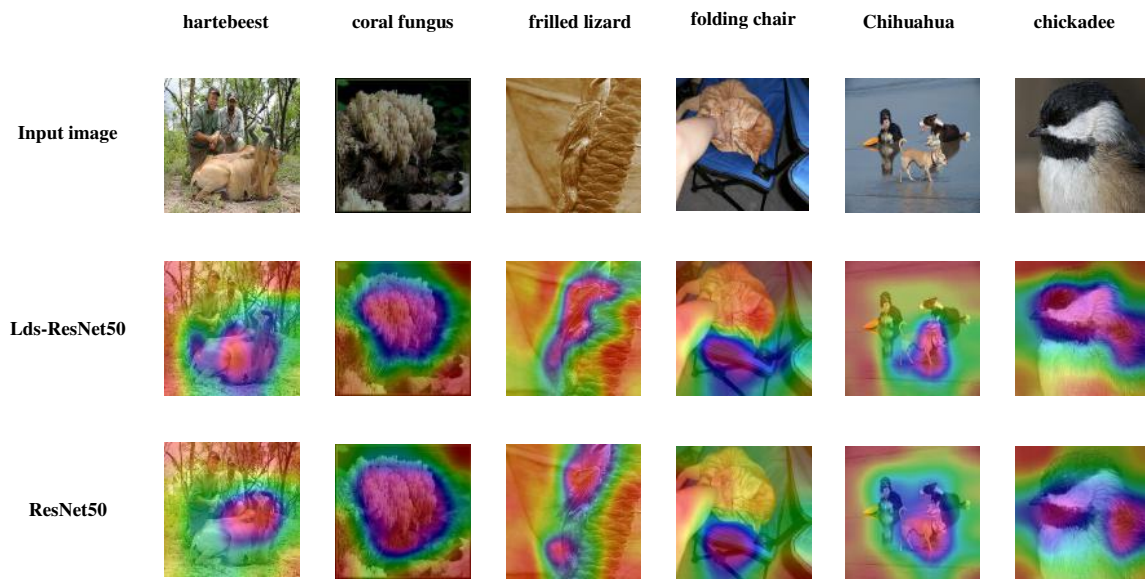 hartebeest
coral fungus
frilled lizard
folding chair
Chihuahua
chickadee
Input image
Lds-ResNet50
ResNet50